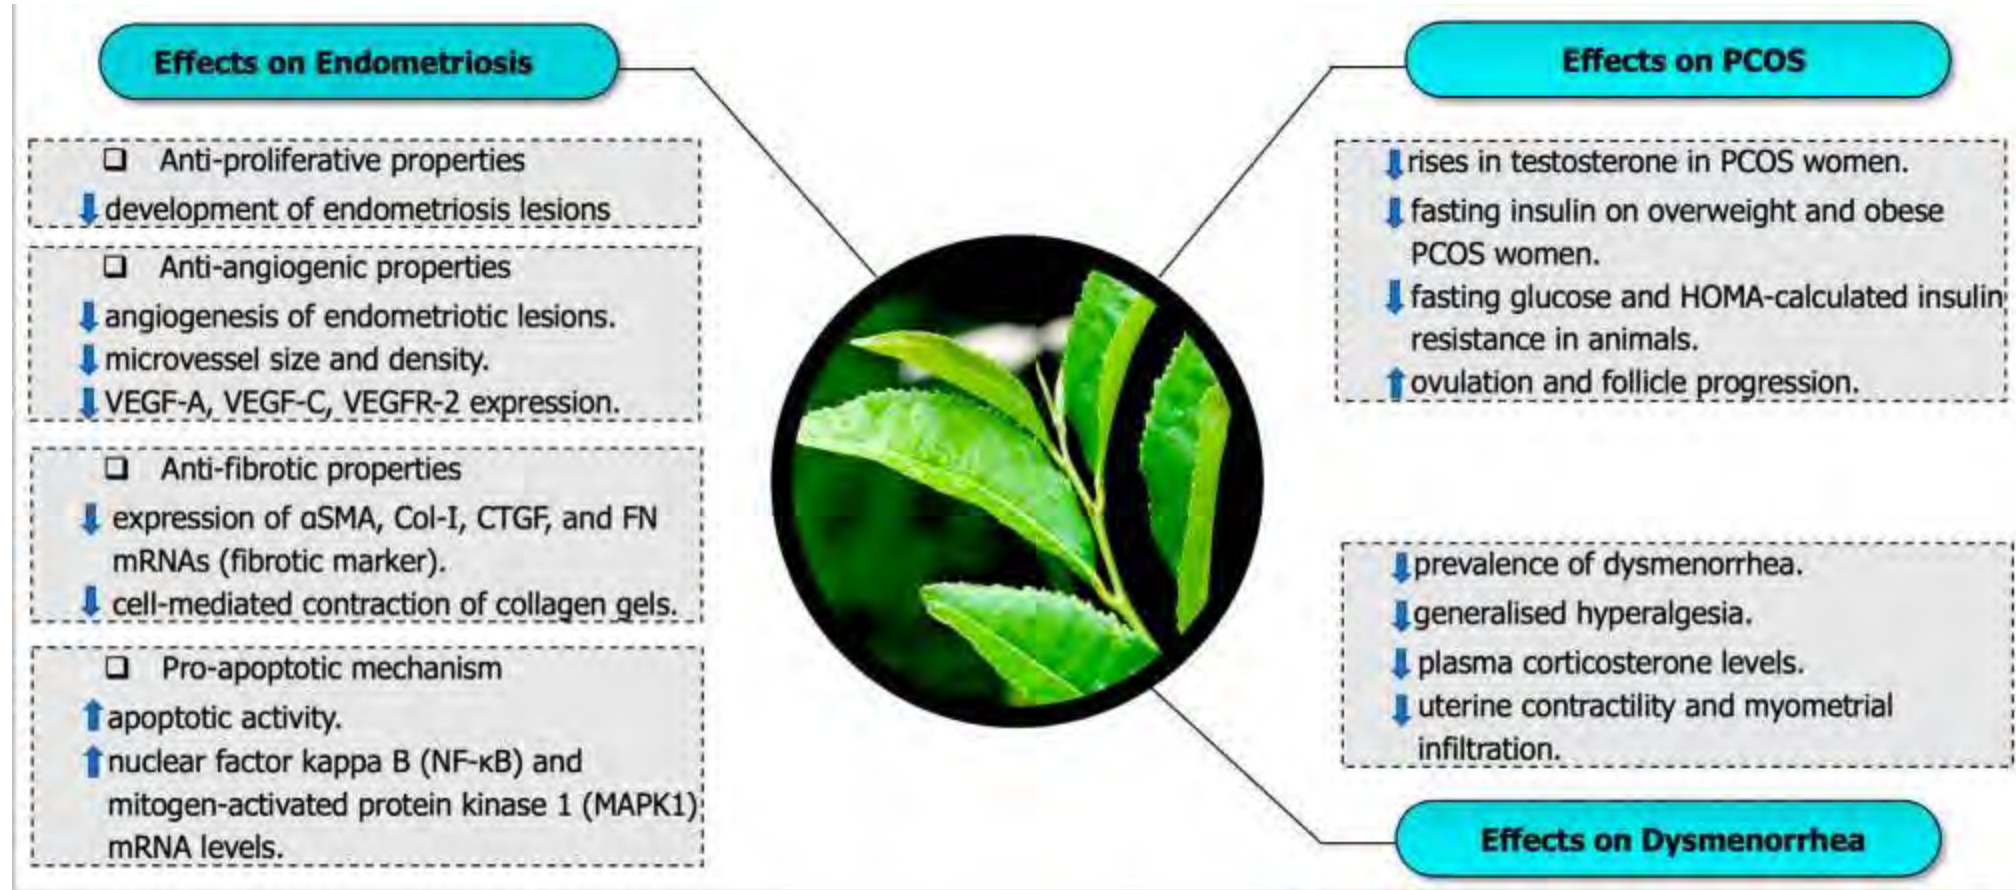 Effects on Endometriosis
❑ Anti-proliferative properties
⬇ development of endometriosis lesions
❑ Anti-angiogenic properties
⬇ angiogenesis of endometriotic lesions.
⬇ microvessel size and density.
⬇ VEGF-A, VEGF-C, VEGFR-2 expression.
❑ Anti-fibrotic properties
⬇ expression of αSMA, Col-I, CTGF, and FN
mRNAs (fibrotic marker).
⬇ cell-mediated contraction of collagen gels.
❑ Pro-apoptotic mechanism
⬆ apoptotic activity.
⬆ nuclear factor kappa B (NF-κB) and
mitogen-activated protein kinase 1 (MAPK1)
mRNA levels.
Effects on PCOS
⬇ rises in testosterone in PCOS women.
⬇ fasting insulin on overweight and obese
PCOS women.
⬇ fasting glucose and HOMA-calculated insulin
resistance in animals.
⬆ ovulation and follicle progression.
⬇ prevalence of dysmenorrhea.
⬇ generalised hyperalgesia.
⬇ plasma corticosterone levels.
⬇ uterine contractility and myometrial
infiltration.
Effects on Dysmenorrhea